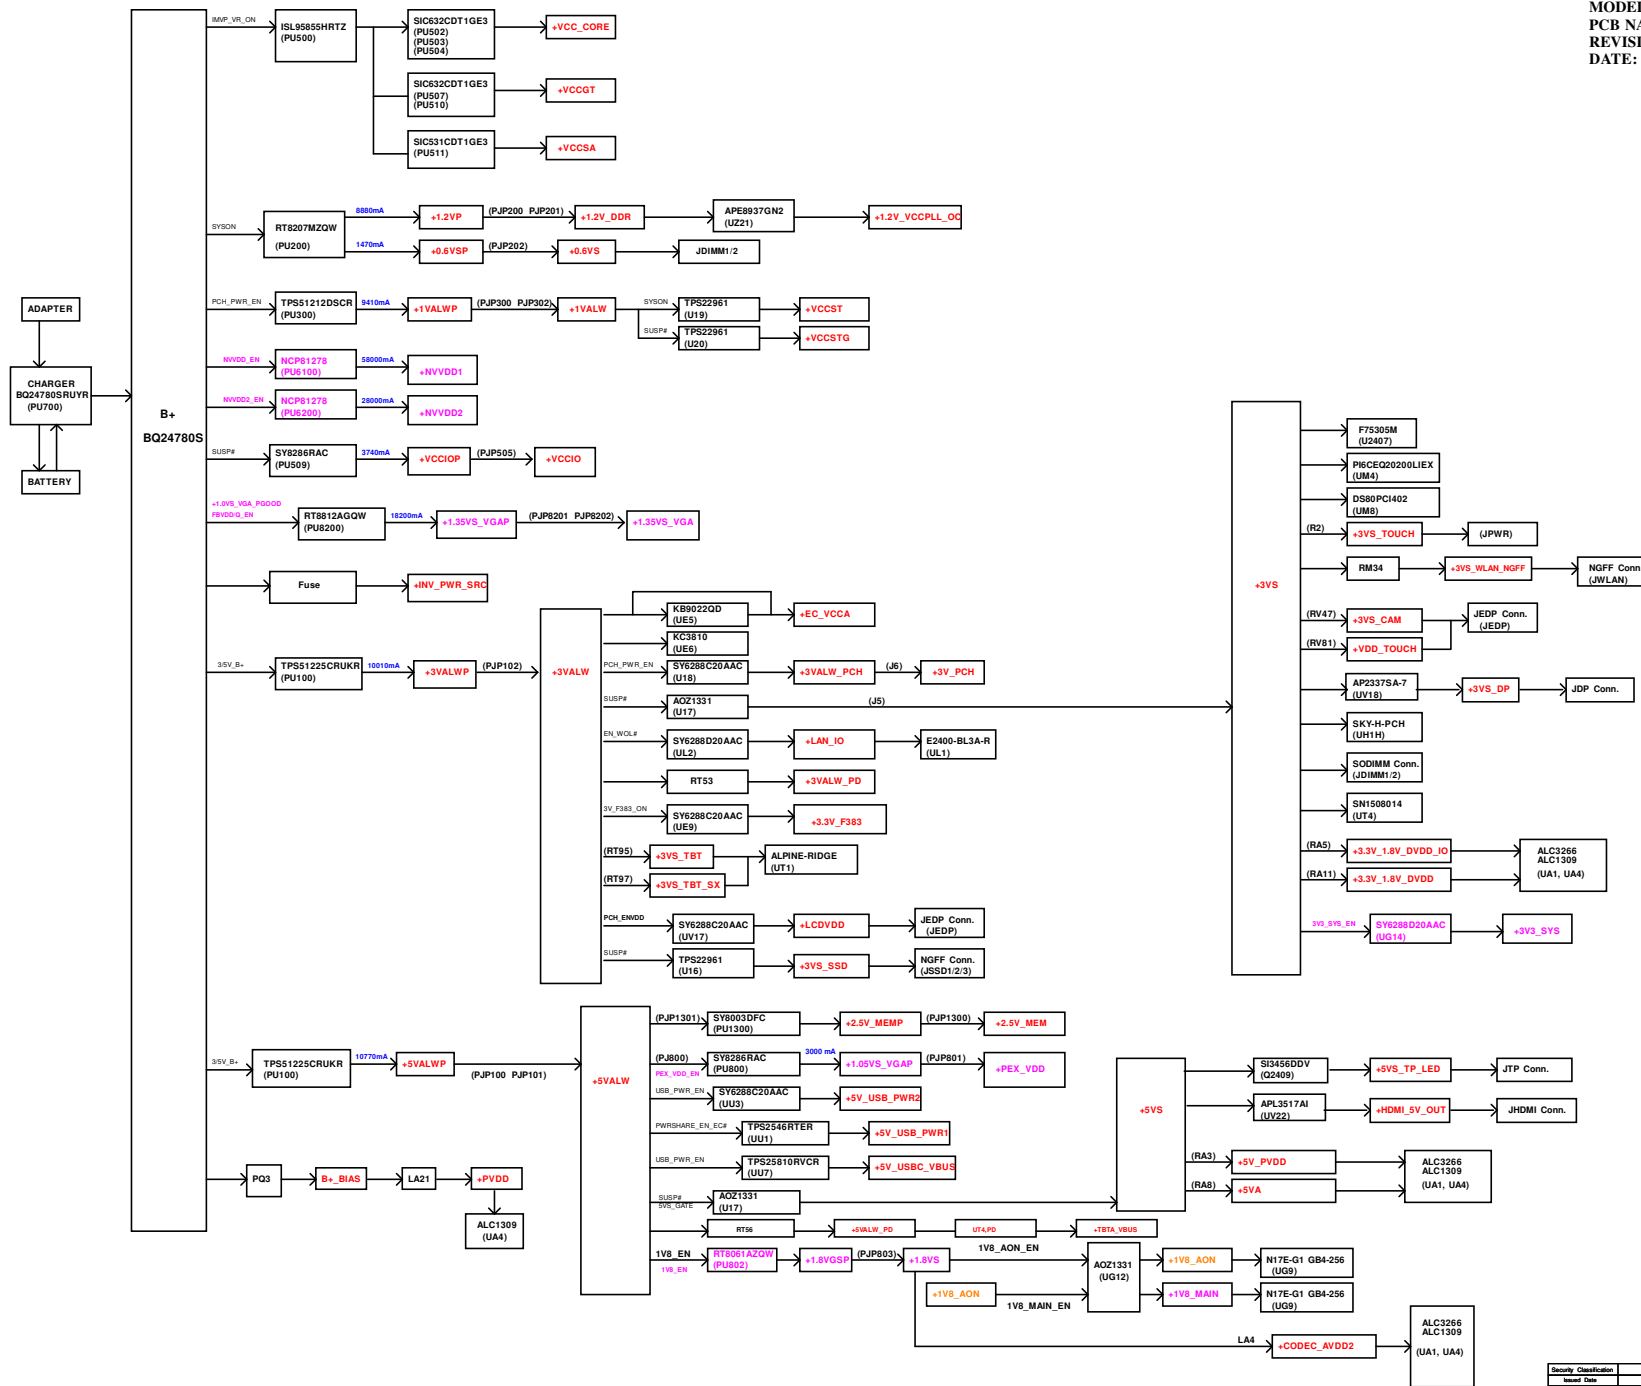 MODEL
PCB NA
REVISI
DATE:
IMVP_VR_ON
ISL95855HRTZ
(PU500)
SIC632CDT1GE3
(PU502)
(PU503)
(PU504)
+VCC_CORE
SIC632CDT1GE3
(PU507)
(PU510)
+VCCGT
SIC531CDT1GE3
(PU511)
+VCCSA
SYSON
RT8207MZQW
(PU200)
8880mA
+1.2VP
(PJP200 PJP201)
+1.2V_DDR
APE8937GN2
(UZ21)
+1.2V_VCCPLL_OC
1470mA
+0.6VSP
(PJP202)
+0.6VS
JDIMM1/2
ADAPTER
CHARGER
BQ24780SRUYR
(PU700)
BATTERY
B+
BQ24780S
PCH_PWR_EN
TPS51212DSCR
(PU300)
9410mA
+1VALWP
(PJP300 PJP302)
+1VALW
SYSON
TPS22961
(U19)
+VCCST
SUSP#
TPS22961
(U20)
+VCCSTG
NVVDD_EN
NCP81278
(PU6100)
58000mA
+NVVDD1
NVVDD2_EN
NCP81278
(PU6200)
28000mA
+NVVDD2
SUSP#
SY8286RAC
(PU509)
3740mA
+VCCIOP
(PJP505)
+VCCIO
+1.0VS_VGA_PGOOD
FBVDD/Q_EN
RT8812AGQW
(PU8200)
18200mA
+1.35VS_VGAP
(PJP8201 PJP8202)
+1.35VS_VGA
Fuse
+INV_PWR_SRC
3/5V_B+
TPS51225CRUKR
(PU100)
10010mA
+3VALWP
(PJP102)
+3VALW
KB9022QD
(UE5)
+EC_VCCA
KC3810
(UE6)
PCH_PWR_EN
SY6288C20AAC
(U18)
+3VALW_PCH
(J6)
+3V_PCH
SUSP#
AOZ1331
(U17)
(J5)
EN_WOL#
SY6288D20AAC
(UL2)
+LAN_IO
E2400-BL3A-R
(UL1)
RT53
+3VALW_PD
3V_F383_ON
SY6288C20AAC
(UE9)
+3.3V_F383
(RT95)
+3VS_TBT
ALPINE-RIDGE
(UT1)
(RT97)
+3VS_TBT_SX
PCH_ENVDD
SY6288C20AAC
(UV17)
+LCDVDD
JEDP Conn.
(JEDP)
SUSP#
TPS22961
(U16)
+3VS_SSD
NGFF Conn.
(JSSD1/2/3)
+3VS
F75305M
(U2407)
PI6CEQ20200LIEX
(UM4)
DS80PCI402
(UM8)
(R2)
+3VS_TOUCH
(JPWR)
RM34
+3VS_WLAN_NGFF
NGFF Conn.
(JWLAN)
(RV47)
+3VS_CAM
JEDP Conn.
(JEDP)
(RV81)
+VDD_TOUCH
AP2337SA-7
(UV18)
+3VS_DP
JDP Conn.
SKY-H-PCH
(UH1H)
SODIMM Conn.
(JDIMM1/2)
SN1508014
(UT4)
(RA5)
+3.3V_1.8V_DVDD_IO
ALC3266
ALC1309
(UA1, UA4)
(RA11)
+3.3V_1.8V_DVDD
3V3_SYS_EN
SY6288D20AAC
(UG14)
+3V3_SYS
3/5V_B+
TPS51225CRUKR
(PU100)
10770mA
+5VALWP
(PJP100 PJP101)
+5VALW
(PJP1301)
SY8003DFC
(PU1300)
+2.5V_MEMP
(PJP1300)
+2.5V_MEM
(PJ800)
PEX_VDD_EN
SY8286RAC
(PU800)
3000 mA
+1.05VS_VGAP
(PJP801)
+PEX_VDD
USB_PWR_EN
SY6288C20AAC
(UU3)
+5V_USB_PWR2
PWRSHARE_EN_EC#
TPS2546RTER
(UU1)
+5V_USB_PWR1
USB_PWR_EN
TPS25810RVCR
(UU7)
+5V_USBC_VBUS
SUSP#
5VS_GATE
AOZ1331
(U17)
+5VS
SI3456DDV
(Q2409)
+5VS_TP_LED
JTP Conn.
APL3517AI
(UV22)
+HDMI_5V_OUT
JHDMI Conn.
(RA3)
+5V_PVDD
ALC3266
ALC1309
(UA1, UA4)
(RA8)
+5VA
PQ3
B+_BIAS
LA21
+PVDD
ALC1309
(UA4)
RT56
+5VALW_PD
UT4,PD
+TBTA_VBUS
1V8_EN
1V8_EN
RT8061AZQW
(PU802)
+1.8VGSP
(PJP803)
+1.8VS
1V8_AON_EN
AOZ1331
(UG12)
+1V8_AON
N17E-G1 GB4-256
(UG9)
+1V8_AON
1V8_MAIN_EN
+1V8_MAIN
N17E-G1 GB4-256
(UG9)
LA4
+CODEC_AVDD2
ALC3266
ALC1309
(UA1, UA4)
Security Classification
Issued Date